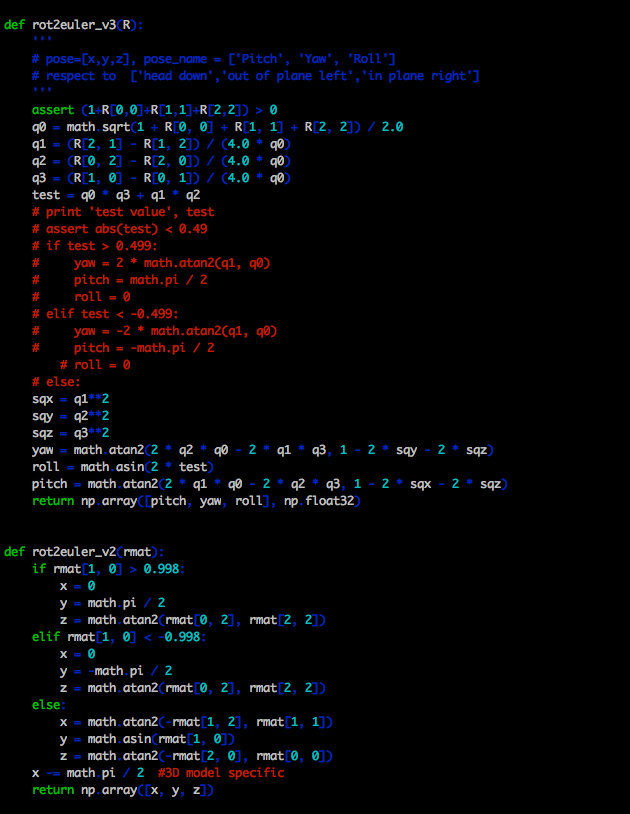 def rot2euler_v3(R):
    '''
    # pose=[x,y,z], pose_name = ['Pitch', 'Yaw', 'Roll']
    # respect to  ['head down','out of plane left','in plane right']
    '''
    assert (1+R[0,0]+R[1,1]+R[2,2]) > 0
    q0 = math.sqrt(1 + R[0, 0] + R[1, 1] + R[2, 2]) / 2.0
    q1 = (R[2, 1] - R[1, 2]) / (4.0 * q0)
    q2 = (R[0, 2] - R[2, 0]) / (4.0 * q0)
    q3 = (R[1, 0] - R[0, 1]) / (4.0 * q0)
    test = q0 * q3 + q1 * q2
    # print 'test value', test
    # assert abs(test) < 0.49
    # if test > 0.499:
    #     yaw = 2 * math.atan2(q1, q0)
    #     pitch = math.pi / 2
    #     roll = 0
    # elif test < -0.499:
    #     yaw = -2 * math.atan2(q1, q0)
    #     pitch = -math.pi / 2
        # roll = 0
    # else:
    sqx = q1**2
    sqy = q2**2
    sqz = q3**2
    yaw = math.atan2(2 * q2 * q0 - 2 * q1 * q3, 1 - 2 * sqy - 2 * sqz)
    roll = math.asin(2 * test)
    pitch = math.atan2(2 * q1 * q0 - 2 * q2 * q3, 1 - 2 * sqx - 2 * sqz)
    return np.array([pitch, yaw, roll], np.float32)
def rot2euler_v2(rmat):
    if rmat[1, 0] > 0.998:
        x = 0
        y = math.pi / 2
        z = math.atan2(rmat[0, 2], rmat[2, 2])
    elif rmat[1, 0] < -0.998:
        x = 0
        y = -math.pi / 2
        z = math.atan2(rmat[0, 2], rmat[2, 2])
    else:
        x = math.atan2(-rmat[1, 2], rmat[1, 1])
        y = math.asin(rmat[1, 0])
        z = math.atan2(-rmat[2, 0], rmat[0, 0])
    x -= math.pi / 2  #3D model specific
    return np.array([x, y, z])